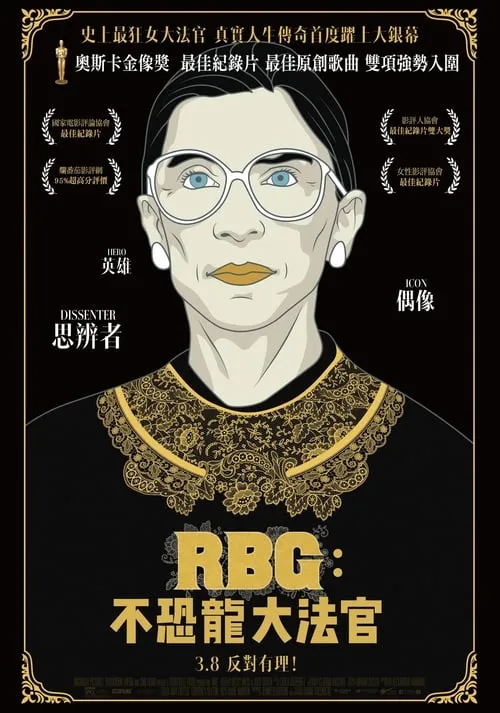 史上最狂女大法官 真實人生傳奇首度躍上大銀幕
奧斯卡金像獎 最佳紀錄片 最佳原創歌曲 雙項強勢入圍
國家電影評論協會
最佳紀錄片
影評人協會
最佳紀錄片雙大獎
爛番茄影評網
95%超高分評價
女性影評協會
最佳紀錄片
HERO
英雄
ICON
偶像
DISSENTER
思辨者
RBG:
不恐龍大法官
3.8 反對有理!